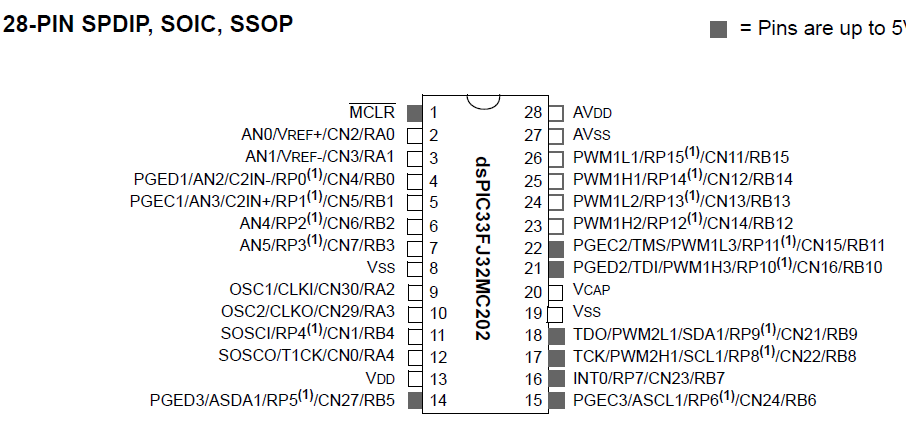 28-PIN SPDIP, SOIC, SSOP
= Pins are up to 5V
MCLR 1 28 AVDD
AN0/VREF+/CN2/RA0 2 27 AVSS
AN1/VREF-/CN3/RA1 3 26 PWM1L1/RP15(1)/CN11/RB15
PGED1/AN2/C2IN-/RP0(1)/CN4/RB0 4 25 PWM1H1/RP14(1)/CN12/RB14
PGEC1/AN3/C2IN+/RP1(1)/CN5/RB1 5 24 PWM1L2/RP13(1)/CN13/RB13
AN4/RP2(1)/CN6/RB2 6 23 PWM1H2/RP12(1)/CN14/RB12
AN5/RP3(1)/CN7/RB3 7 22 PGEC2/TMS/PWM1L3/RP11(1)/CN15/RB11
VSS 8 21 PGED2/TDI/PWM1H3/RP10(1)/CN16/RB10
OSC1/CLKI/CN30/RA2 9 20 VCAP
OSC2/CLKO/CN29/RA3 10 19 VSS
SOSCI/RP4(1)/CN1/RB4 11 18 TDO/PWM2L1/SDA1/RP9(1)/CN21/RB9
SOSCO/T1CK/CN0/RA4 12 17 TCK/PWM2H1/SCL1/RP8(1)/CN22/RB8
VDD 13 16 INT0/RP7/CN23/RB7
PGED3/ASDA1/RP5(1)/CN27/RB5 14 15 PGEC3/ASCL1/RP6(1)/CN24/RB6
dsPIC33FJ32MC202